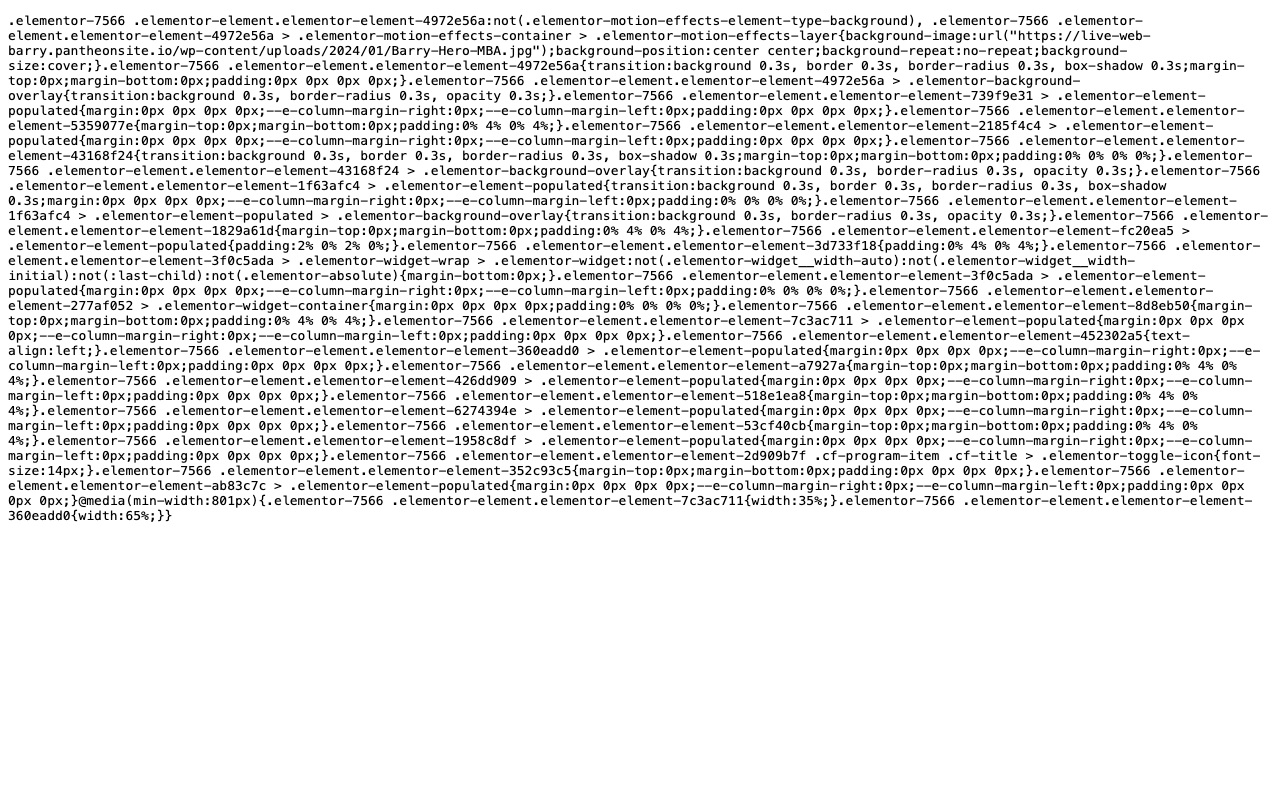 .elementor-7566 .elementor-element.elementor-element-4972e56a:not(.elementor-motion-effects-element-type-background), .elementor-7566 .elementor-
element.elementor-element-4972e56a > .elementor-motion-effects-container > .elementor-motion-effects-layer{background-image:url("https://live-web-
barry.pantheonsite.io/wp-content/uploads/2024/01/Barry-Hero-MBA.jpg");background-position:center center;background-repeat:no-repeat;background-
size:cover;}.elementor-7566 .elementor-element.elementor-element-4972e56a{transition:background 0.3s, border 0.3s, border-radius 0.3s, box-shadow 0.3s;margin-
top:0px;margin-bottom:0px;padding:0px 0px 0px 0px;}.elementor-7566 .elementor-element.elementor-element-4972e56a > .elementor-background-
overlay{transition:background 0.3s, border-radius 0.3s, opacity 0.3s;}.elementor-7566 .elementor-element.elementor-element-739f9e31 > .elementor-element-
populated{margin:0px 0px 0px 0px;--e-column-margin-right:0px;--e-column-margin-left:0px;padding:0px 0px 0px 0px;}.elementor-7566 .elementor-element.elementor-
element-5359077e{margin-top:0px;margin-bottom:0px;padding:0% 4% 0% 4%;}.elementor-7566 .elementor-element.elementor-element-2185f4c4 > .elementor-element-
populated{margin:0px 0px 0px 0px;--e-column-margin-right:0px;--e-column-margin-left:0px;padding:0px 0px 0px 0px;}.elementor-7566 .elementor-element.elementor-
element-43168f24{transition:background 0.3s, border 0.3s, border-radius 0.3s, box-shadow 0.3s;margin-top:0px;margin-bottom:0px;padding:0% 0% 0% 0%;}.elementor-
7566 .elementor-element.elementor-element-43168f24 > .elementor-background-overlay{transition:background 0.3s, border-radius 0.3s, opacity 0.3s;}.elementor-7566
.elementor-element.elementor-element-1f63afc4 > .elementor-element-populated{transition:background 0.3s, border 0.3s, border-radius 0.3s, box-shadow
0.3s;margin:0px 0px 0px 0px;--e-column-margin-right:0px;--e-column-margin-left:0px;padding:0% 0% 0% 0%;}.elementor-7566 .elementor-element.elementor-element-
1f63afc4 > .elementor-element-populated > .elementor-background-overlay{transition:background 0.3s, border-radius 0.3s, opacity 0.3s;}.elementor-7566 .elementor-
element.elementor-element-1829a61d{margin-top:0px;margin-bottom:0px;padding:0% 4% 0% 4%;}.elementor-7566 .elementor-element.elementor-element-fc20ea5 >
.elementor-element-populated{padding:2% 0% 2% 0%;}.elementor-7566 .elementor-element.elementor-element-3d733f18{padding:0% 4% 0% 4%;}.elementor-7566 .elementor-
element.elementor-element-3f0c5ada > .elementor-widget-wrap > .elementor-widget:not(.elementor-widget__width-auto):not(.elementor-widget__width-
initial):not(:last-child):not(.elementor-absolute){margin-bottom:0px;}.elementor-7566 .elementor-element.elementor-element-3f0c5ada > .elementor-element-
populated{margin:0px 0px 0px 0px;--e-column-margin-right:0px;--e-column-margin-left:0px;padding:0% 0% 0% 0%;}.elementor-7566 .elementor-element.elementor-
element-277af052 > .elementor-widget-container{margin:0px 0px 0px 0px;padding:0% 0% 0% 0%;}.elementor-7566 .elementor-element.elementor-element-8d8eb50{margin-
top:0px;margin-bottom:0px;padding:0% 4% 0% 4%;}.elementor-7566 .elementor-element.elementor-element-7c3ac711 > .elementor-element-populated{margin:0px 0px 0px
0px;--e-column-margin-right:0px;--e-column-margin-left:0px;padding:0px 0px 0px 0px;}.elementor-7566 .elementor-element.elementor-element-452302a5{text-
align:left;}.elementor-7566 .elementor-element.elementor-element-360eadd0 > .elementor-element-populated{margin:0px 0px 0px 0px;--e-column-margin-right:0px;--e-
column-margin-left:0px;padding:0px 0px 0px 0px;}.elementor-7566 .elementor-element.elementor-element-a7927a{margin-top:0px;margin-bottom:0px;padding:0% 4% 0%
4%;}.elementor-7566 .elementor-element.elementor-element-426dd909 > .elementor-element-populated{margin:0px 0px 0px 0px;--e-column-margin-right:0px;--e-column-
margin-left:0px;padding:0px 0px 0px 0px;}.elementor-7566 .elementor-element.elementor-element-518e1ea8{margin-top:0px;margin-bottom:0px;padding:0% 4% 0%
4%;}.elementor-7566 .elementor-element.elementor-element-6274394e > .elementor-element-populated{margin:0px 0px 0px 0px;--e-column-margin-right:0px;--e-column-
margin-left:0px;padding:0px 0px 0px 0px;}.elementor-7566 .elementor-element.elementor-element-53cf40cb{margin-top:0px;margin-bottom:0px;padding:0% 4% 0%
4%;}.elementor-7566 .elementor-element.elementor-element-1958c8df > .elementor-element-populated{margin:0px 0px 0px 0px;--e-column-margin-right:0px;--e-column-
margin-left:0px;padding:0px 0px 0px 0px;}.elementor-7566 .elementor-element.elementor-element-2d909b7f .cf-program-item .cf-title > .elementor-toggle-icon{font-
size:14px;}.elementor-7566 .elementor-element.elementor-element-352c93c5{margin-top:0px;margin-bottom:0px;padding:0px 0px 0px 0px;}.elementor-7566 .elementor-
element.elementor-element-ab83c7c > .elementor-element-populated{margin:0px 0px 0px 0px;--e-column-margin-right:0px;--e-column-margin-left:0px;padding:0px 0px
0px 0px;}@media(min-width:801px){.elementor-7566 .elementor-element.elementor-element-7c3ac711{width:35%;}.elementor-7566 .elementor-element.elementor-element-
360eadd0{width:65%;}}